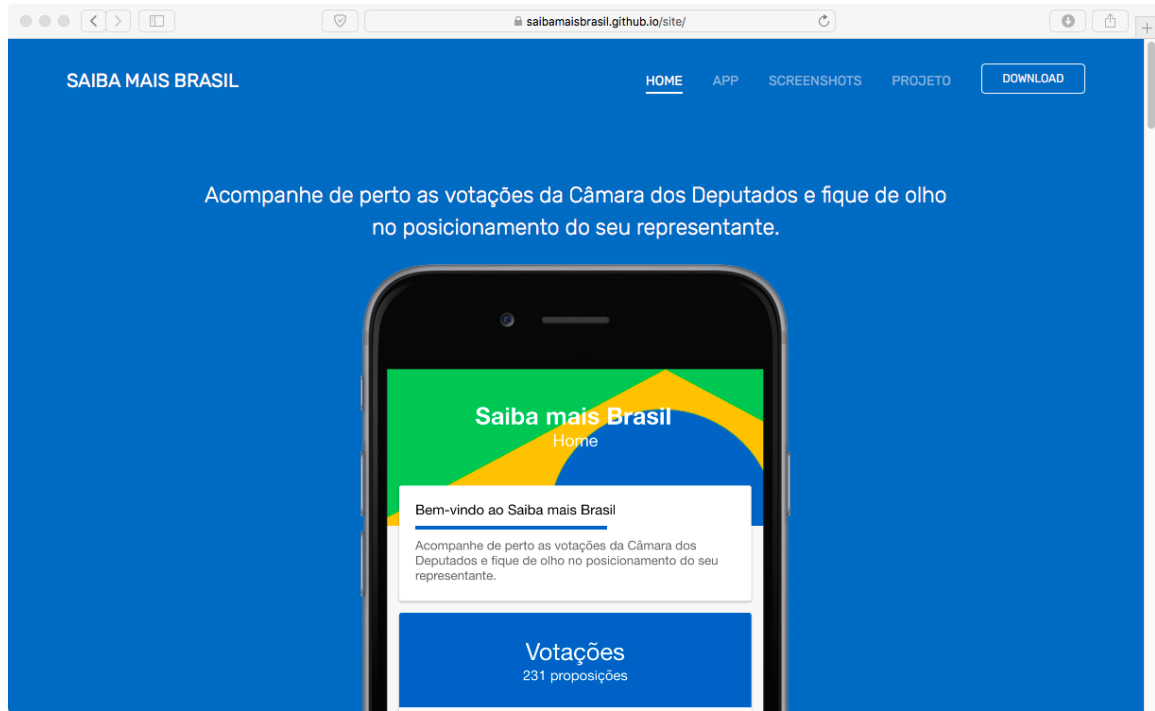 saibamaisbrasil.github.io/site/
SAIBA MAIS BRASIL
HOME
APP
SCREENSHOTS
PROJETO
DOWNLOAD
Acompanhe de perto as votações da Câmara dos Deputados e fique de olho
no posicionamento do seu representante.
Saiba mais Brasil
Home
Bem-vindo ao Saiba mais Brasil
Acompanhe de perto as votações da Câmara dos
Deputados e fique de olho no posicionamento do seu
representante.
Votações
231 proposições